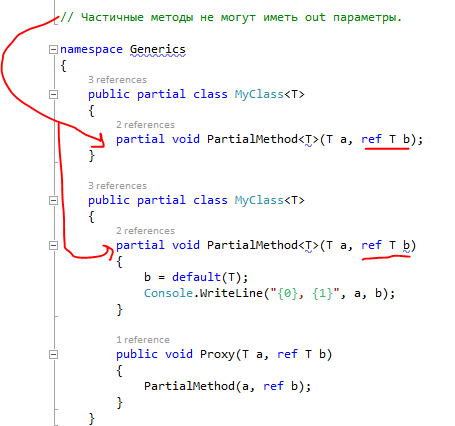 // Частичные методы не могут иметь out параметры.
namespace Generics
{
3 references
public partial class MyClass<T>
{
2 references
partial void PartialMethod<T>(T a, ref T b);
}
3 references
public partial class MyClass<T>
{
2 references
partial void PartialMethod<T>(T a, ref T b)
{
b = default(T);
Console.WriteLine("{0}, {1}", a, b);
}
1 reference
public void Proxy(T a, ref T b)
{
PartialMethod(a, ref b);
}
}